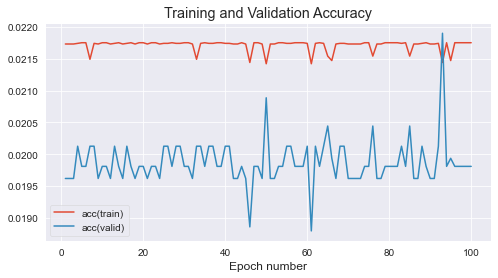 Training and Validation Accuracy
0.0220
0.0215
0.0210
0.0205
0.0200
0.0195
0.0190
acc(train)
acc(valid)
0 20 40 60 80 100
Epoch number